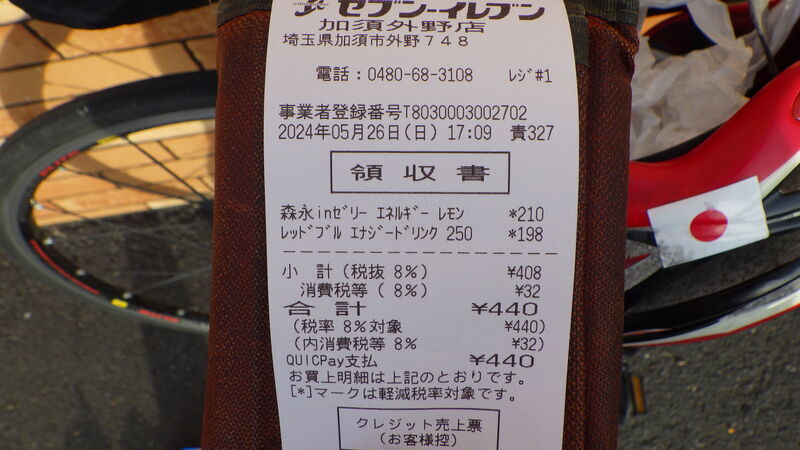 セブン-イレブン
加須外野店
埼玉県加須市外野７４８
電話：0480-68-3108 ﾚｼﾞ#1
事業者登録番号T8030003002702
2024年05月26日(日) 17:09 責327
領収書
森永inｾﾞﾘｰ ｴﾈﾙｷﾞｰ ﾚﾓﾝ *210
ﾚｯﾄﾞﾌﾞﾙ ｴﾅｼﾞｰﾄﾞﾘﾝｸ 250 *198
小 計（税抜 8%） ¥408
消費税等（ 8%） ¥32
合計 ¥440
（税率 8%対象 ¥440）
（内消費税等 8% ¥32）
QUICPay支払 ¥440
お買上明細は上記のとおりです。
[*]マークは軽減税率対象です。
クレジット売上票
（お客様控）